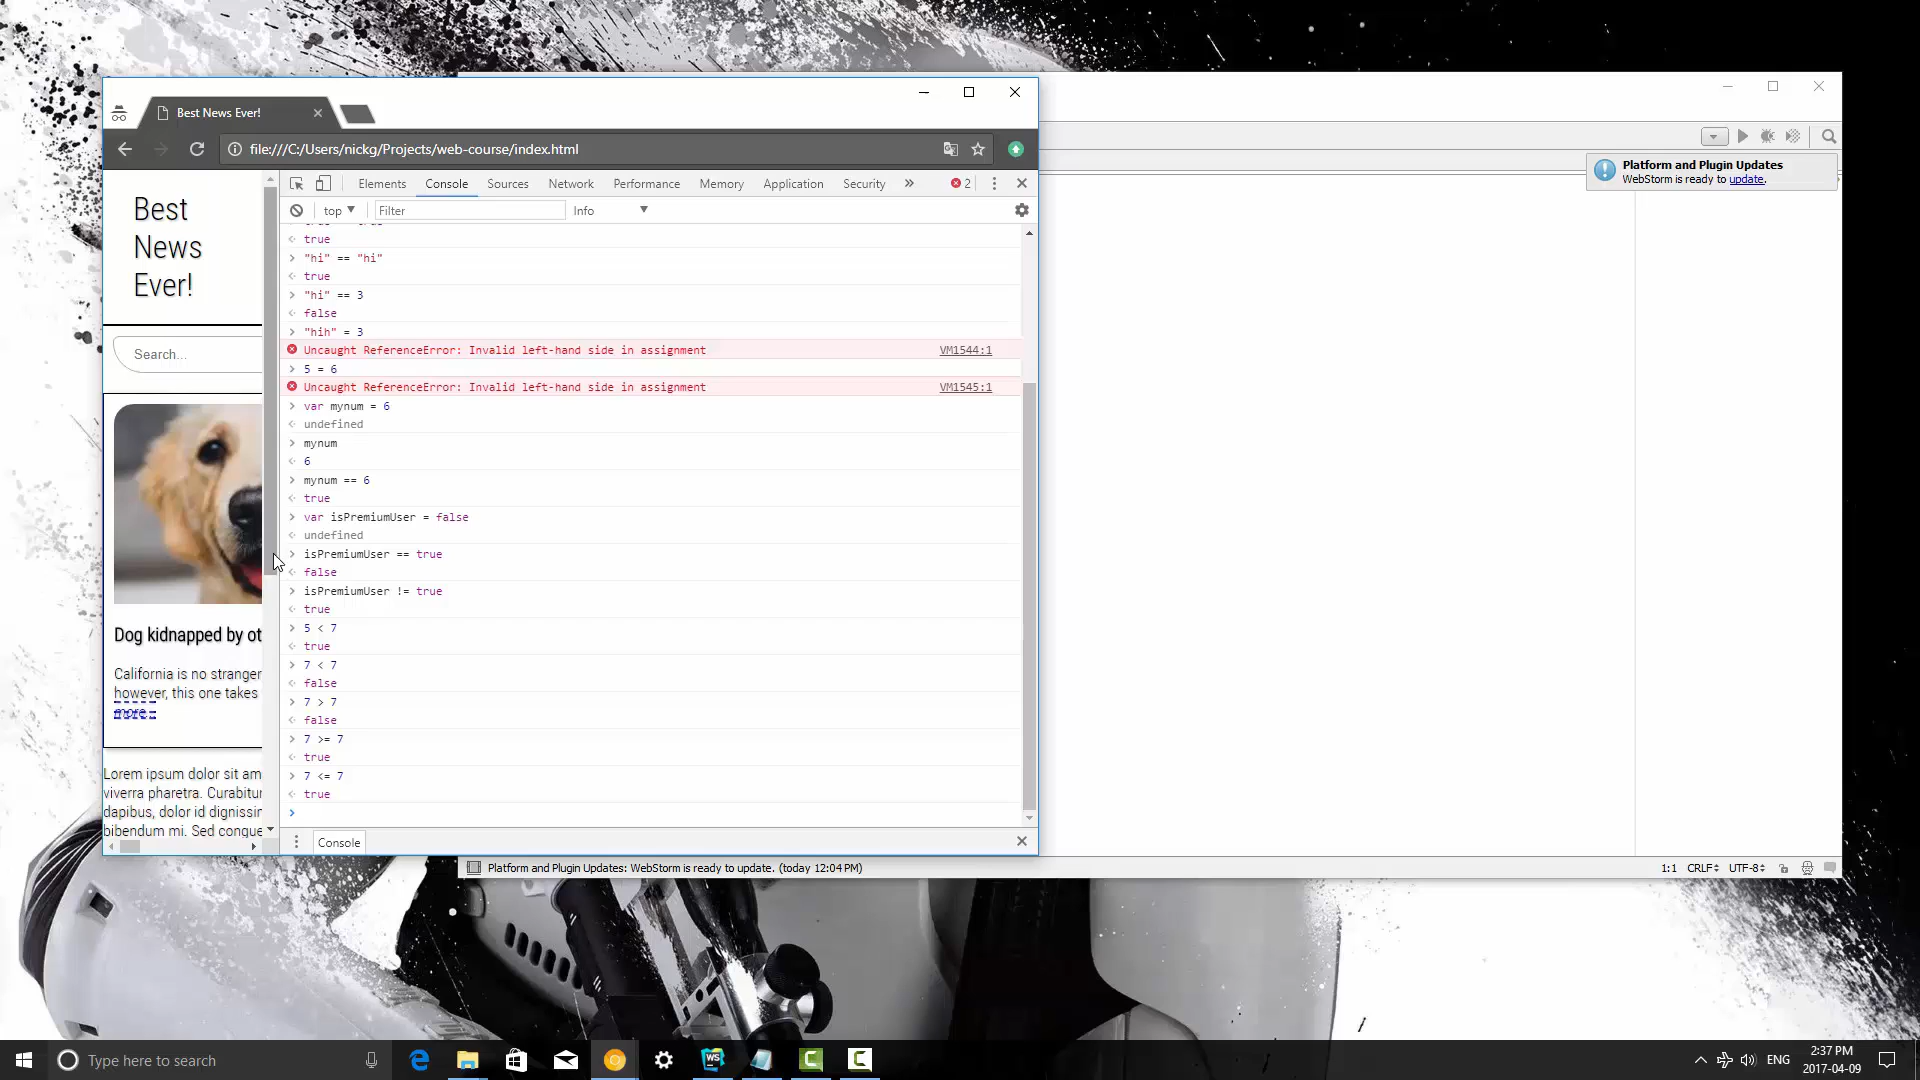 Best News Ever!
file:///C:/Users/nickg/Projects/web-course/index.html
Elements Console Sources Network Performance Memory Application Security » 2
top Filter Info
true
"hi" == "hi"
true
"hi" == 3
false
"hih" = 3
Uncaught ReferenceError: Invalid left-hand side in assignment VM1544:1
5 = 6
Uncaught ReferenceError: Invalid left-hand side in assignment VM1545:1
var mynum = 6
undefined
mynum
6
mynum == 6
true
var isPremiumUser = false
undefined
isPremiumUser == true
false
isPremiumUser != true
true
5 < 7
true
7 < 7
false
7 > 7
false
7 >= 7
true
7 <= 7
true
Console
Best
News
Ever!
Search...
Dog kidnapped by ot
California is no stranger
however, this one takes
more...
Lorem ipsum dolor sit am
viverra pharetra. Curabitur
dapibus, dolor id dignissin
bibendum mi. Sed conque
Platform and Plugin Updates
WebStorm is ready to update.
Platform and Plugin Updates: WebStorm is ready to update. (today 12:04 PM)
1:1 CRLF UTF-8
Type here to search
WS
ENG
2:37 PM
2017-04-09